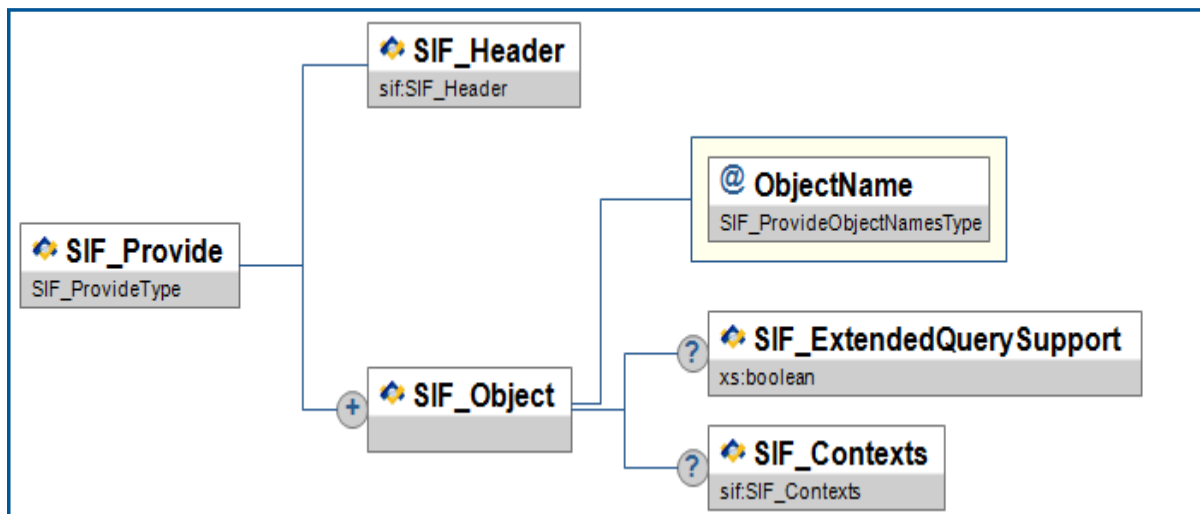 SIF_Header
sif:SIF_Header
@ ObjectName
SIF_ProvideObjectNamesType
SIF_Provide
SIF_ProvideType
? SIF_ExtendedQuerySupport
xs:boolean
+ SIF_Object
? SIF_Contexts
sif:SIF_Contexts